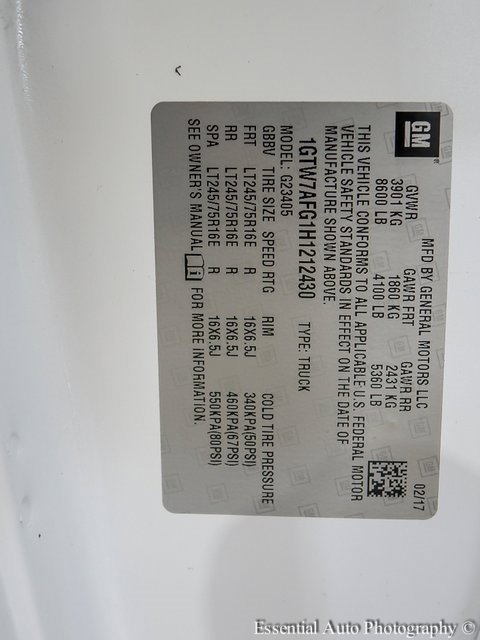 GM
MFD BY GENERAL MOTORS LLC 02/17
GVWR GAWR FRT GAWR RR
3901 KG 1860 KG 2431 KG
8600 LB 4100 LB 5360 LB
THIS VEHICLE CONFORMS TO ALL APPLICABLE U.S. FEDERAL MOTOR
VEHICLE SAFETY STANDARDS IN EFFECT ON THE DATE OF
MANUFACTURE SHOWN ABOVE.
1GTW7AFG1H1212430 TYPE: TRUCK
MODEL: G23405
GBBV TIRE SIZE SPEED RTG RIM COLD TIRE PRESSURE
FRT LT245/75R16E R 16X6.5J 340KPA(50PSI)
RR LT245/75R16E R 16X6.5J 460KPA(67PSI)
SPA LT245/75R16E R 16X6.5J 550KPA(80PSI)
SEE OWNER'S MANUAL i FOR MORE INFORMATION.
Essential Auto Photography ©